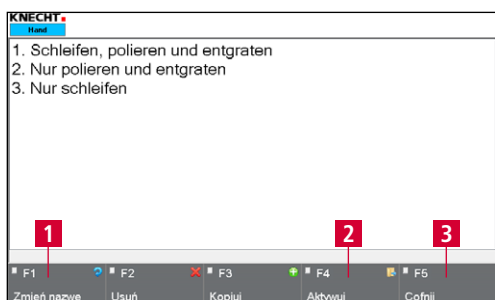 KNECHT
Hand
1. Schleifen, polieren und entgraten
2. Nur polieren und entgraten
3. Nur schleifen
1 2 3
F1 F2 F3 F4 F5
Zmień nazwę Usuń Kopiuj Aktywuj Cofnij